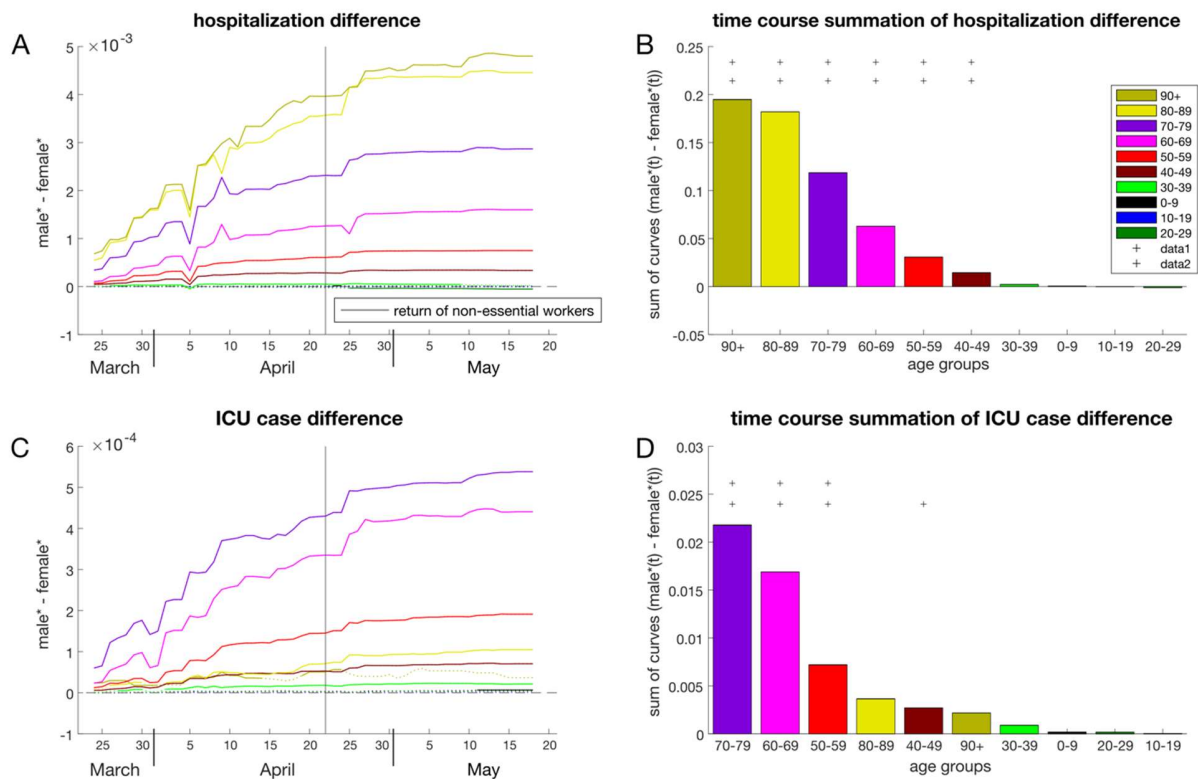 hospitalization difference
A
×10⁻³
5
4
3
2
1
0
-1
male* - female*
return of non-essential workers
25 30 5 10 15 20 25 30 5 10 15 20
March April May
time course summation of hospitalization difference
B
0.25
0.2
0.15
0.1
0.05
0
-0.05
sum of curves (male*(t) - female*(t))
+ + + + + +
+ + + + + +
90+
80-89
70-79
60-69
50-59
40-49
30-39
0-9
10-19
20-29
+ data1
+ data2
90+ 80-89 70-79 60-69 50-59 40-49 30-39 0-9 10-19 20-29
age groups
ICU case difference
C
×10⁻⁴
6
5
4
3
2
1
0
-1
male* - female*
25 30 5 10 15 20 25 30 5 10 15 20
March April May
time course summation of ICU case difference
D
0.03
0.025
0.02
0.015
0.01
0.005
0
sum of curves (male*(t) - female*(t))
+ + +
+ + + +
70-79 60-69 50-59 80-89 40-49 90+ 30-39 0-9 20-29 10-19